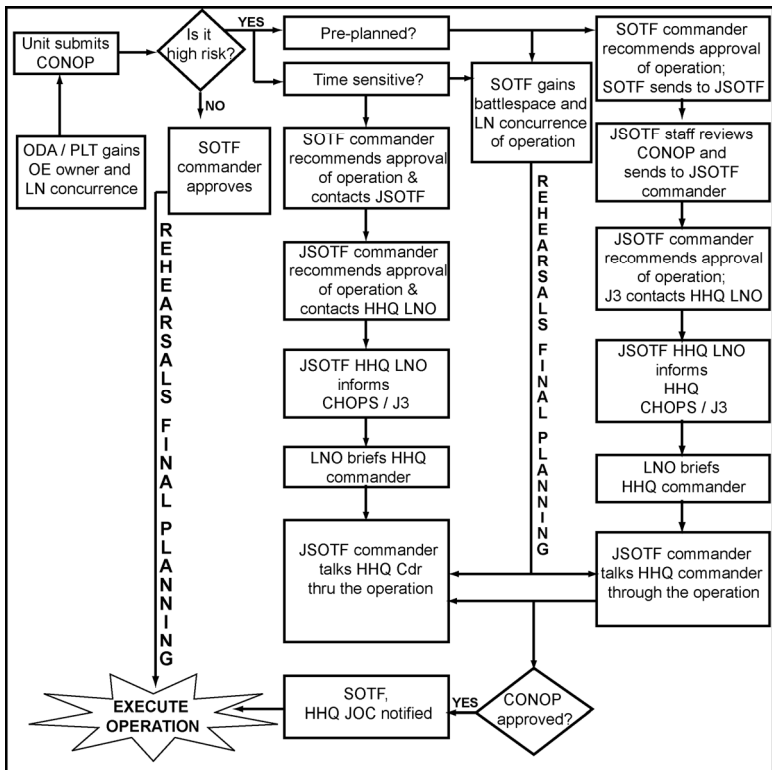 Unit submits
CONOP
Is it
high risk?
YES
NO
Pre-planned?
Time sensitive?
ODA / PLT gains
OE owner and
LN concurrence
SOTF
commander
approves
SOTF gains
battlespace and
LN concurrence
of operation
SOTF commander
recommends approval
of operation;
SOTF sends to JSOTF
SOTF commander
recommends approval
of operation &
contacts JSOTF
JSOTF staff reviews
CONOP and
sends to JSOTF
commander
JSOTF commander
recommends approval
of operation &
contacts HHQ LNO
JSOTF commander
recommends approval
of operation;
J3 contacts HHQ LNO
JSOTF HHQ LNO
informs
CHOPS / J3
JSOTF HHQ LNO
informs
HHQ
CHOPS / J3
LNO briefs HHQ
commander
LNO briefs
HHQ commander
REHEARSALS FINAL PLANNING
REHEARSALS FINAL PLANNING
JSOTF commander
talks HHQ Cdr
thru the operation
JSOTF commander
talks HHQ commander
through the operation
EXECUTE
OPERATION
SOTF,
HHQ JOC notified
YES
CONOP
approved?